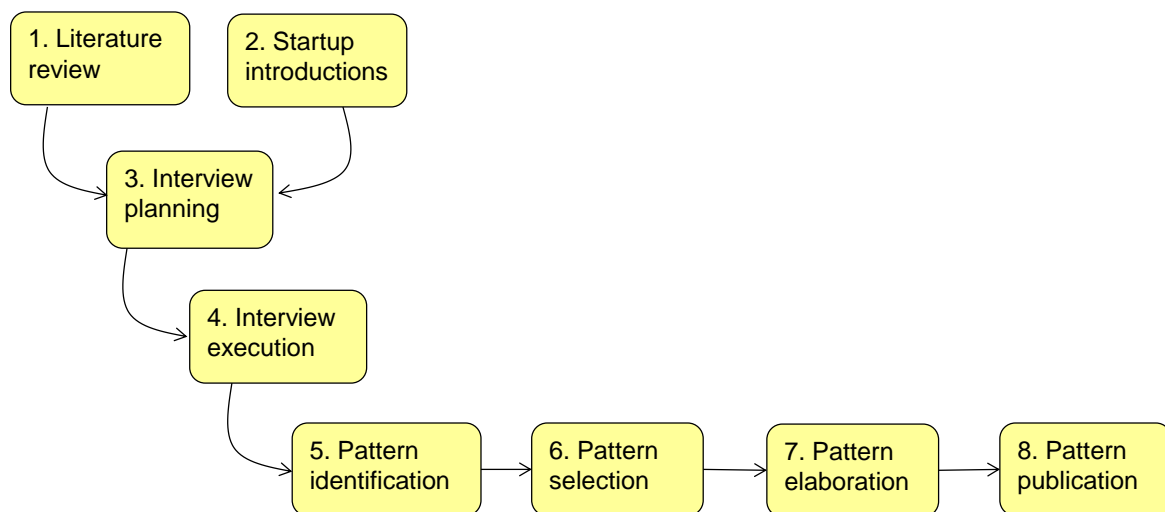 1. Literature
review
2. Startup
introductions
3. Interview
planning
4. Interview
execution
5. Pattern
identification
6. Pattern
selection
7. Pattern
elaboration
8. Pattern
publication